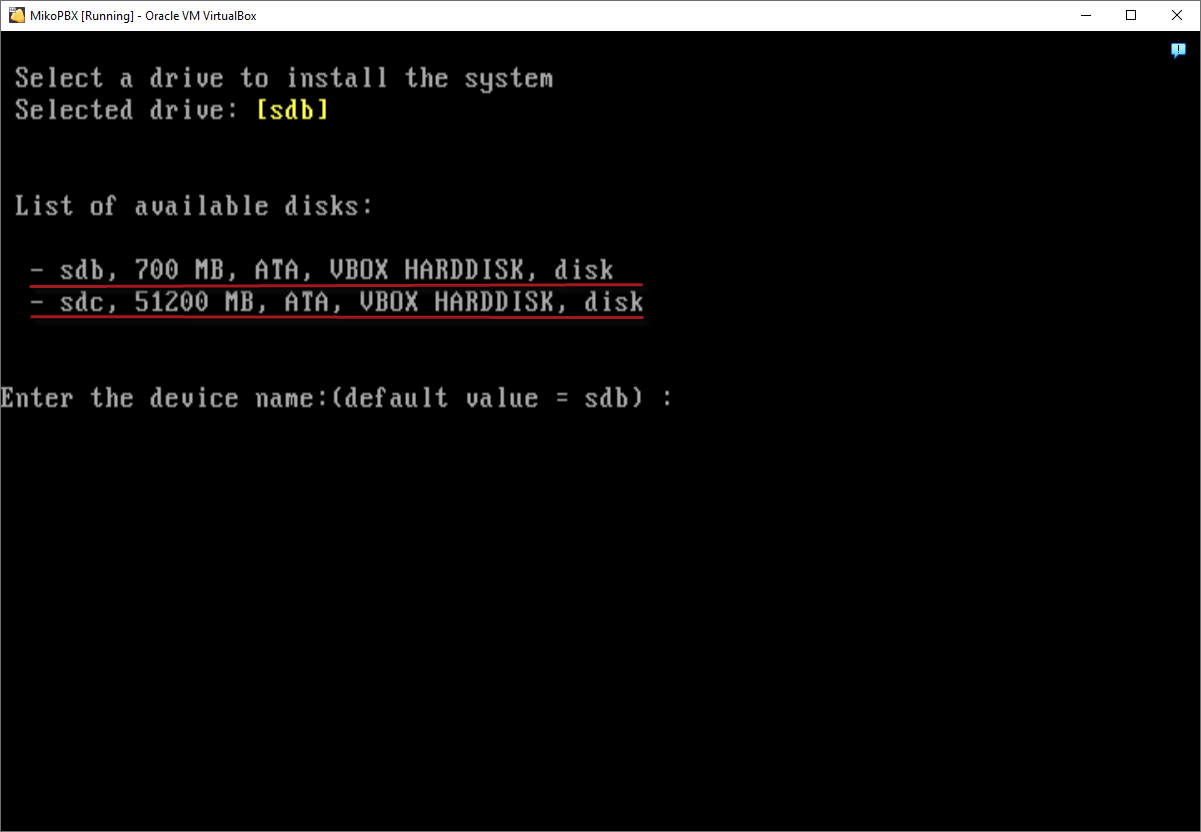 MikoPBX [Running] - Oracle VM VirtualBox
Select a drive to install the system
Selected drive: [sdb]
List of available disks:
- sdb, 700 MB, ATA, VBOX HARDDISK, disk
- sdc, 51200 MB, ATA, VBOX HARDDISK, disk
Enter the device name:(default value = sdb) :